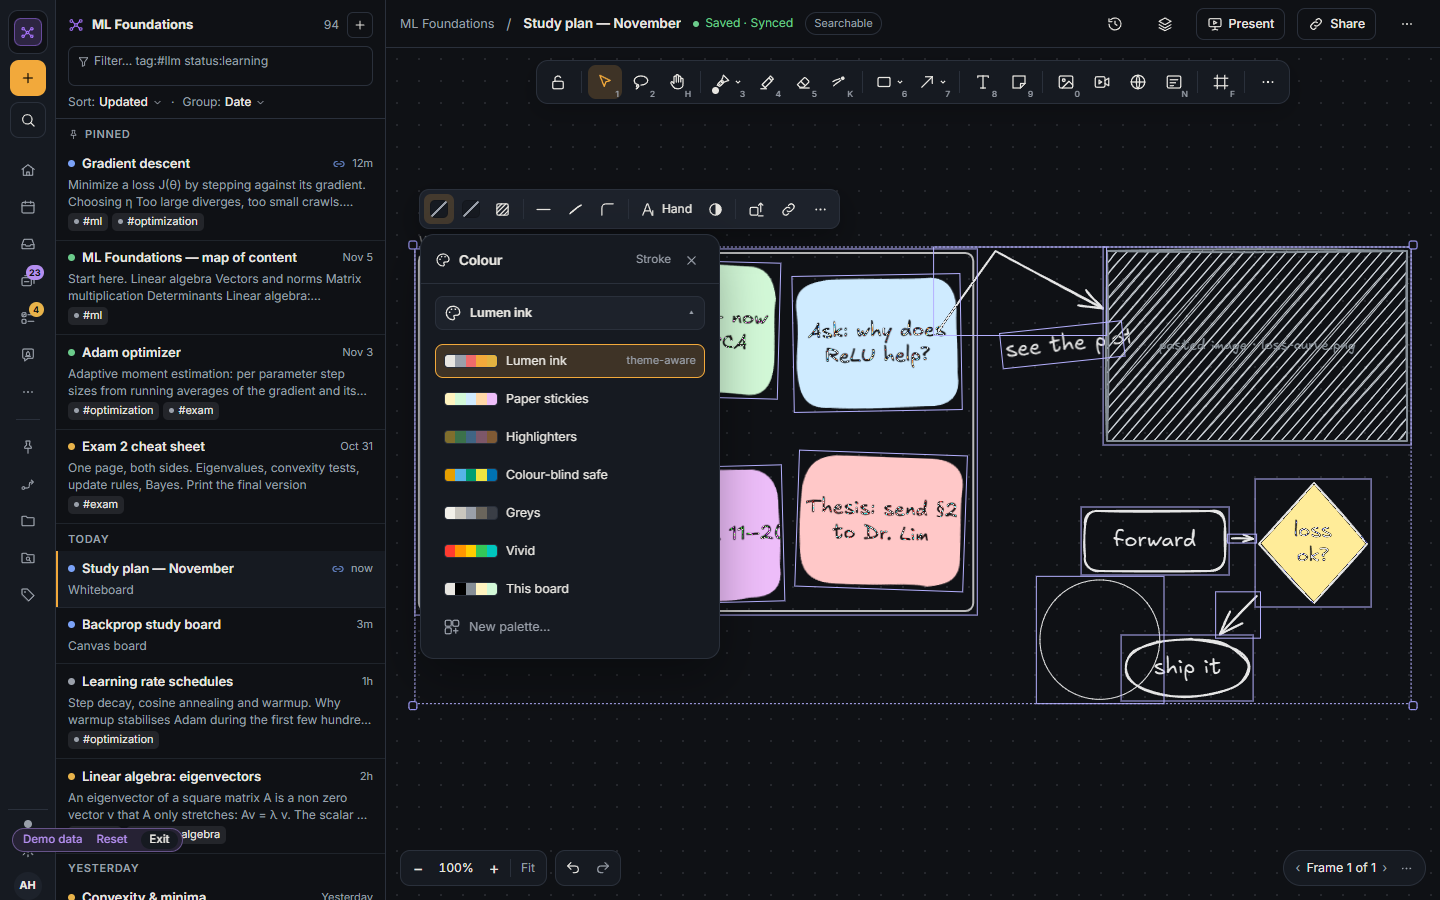 ML Foundations 94
Filter... tag:#llm status:learning
Sort: Updated · Group: Date
PINNED
Gradient descent 12m
Minimize a loss J(θ) by stepping against its gradient.
Choosing η Too large diverges, too small crawls....
#ml #optimization
ML Foundations — map of content Nov 5
Start here. Linear algebra Vectors and norms Matrix
multiplication Determinants Linear algebra:...
#ml
Adam optimizer Nov 3
Adaptive moment estimation: per parameter step
sizes from running averages of the gradient and its...
#optimization #exam
Exam 2 cheat sheet Oct 31
One page, both sides. Eigenvalues, convexity tests,
update rules, Bayes. Print the final version
#exam
TODAY
Study plan — November now
Whiteboard
Backprop study board 3m
Canvas board
Learning rate schedules 1h
Step decay, cosine annealing and warmup. Why
warmup stabilises Adam during the first few hundre...
#optimization
Linear algebra: eigenvectors 2h
An eigenvector of a square matrix A is a non zero
vector v that A only stretches: Av = λ v. The scalar ...
algebra
YESTERDAY
Convexity & minima Yesterday
23
4
Demo data Reset Exit
AH
ML Foundations / Study plan — November Saved · Synced Searchable
Present Share
1 2 H 3 4 5 K 6 7 8 9 0 N F
Hand
Colour Stroke
Lumen ink
Lumen ink theme-aware
Paper stickies
Highlighters
Colour-blind safe
Greys
Vivid
This board
New palette...
now
CA
Ask: why does
ReLU help?
11–20
Thesis: send §2
to Dr. Lim
see the plot
pasted image · loss-curve.png
forward
loss
ok?
ship it
– 100% + Fit
Frame 1 of 1